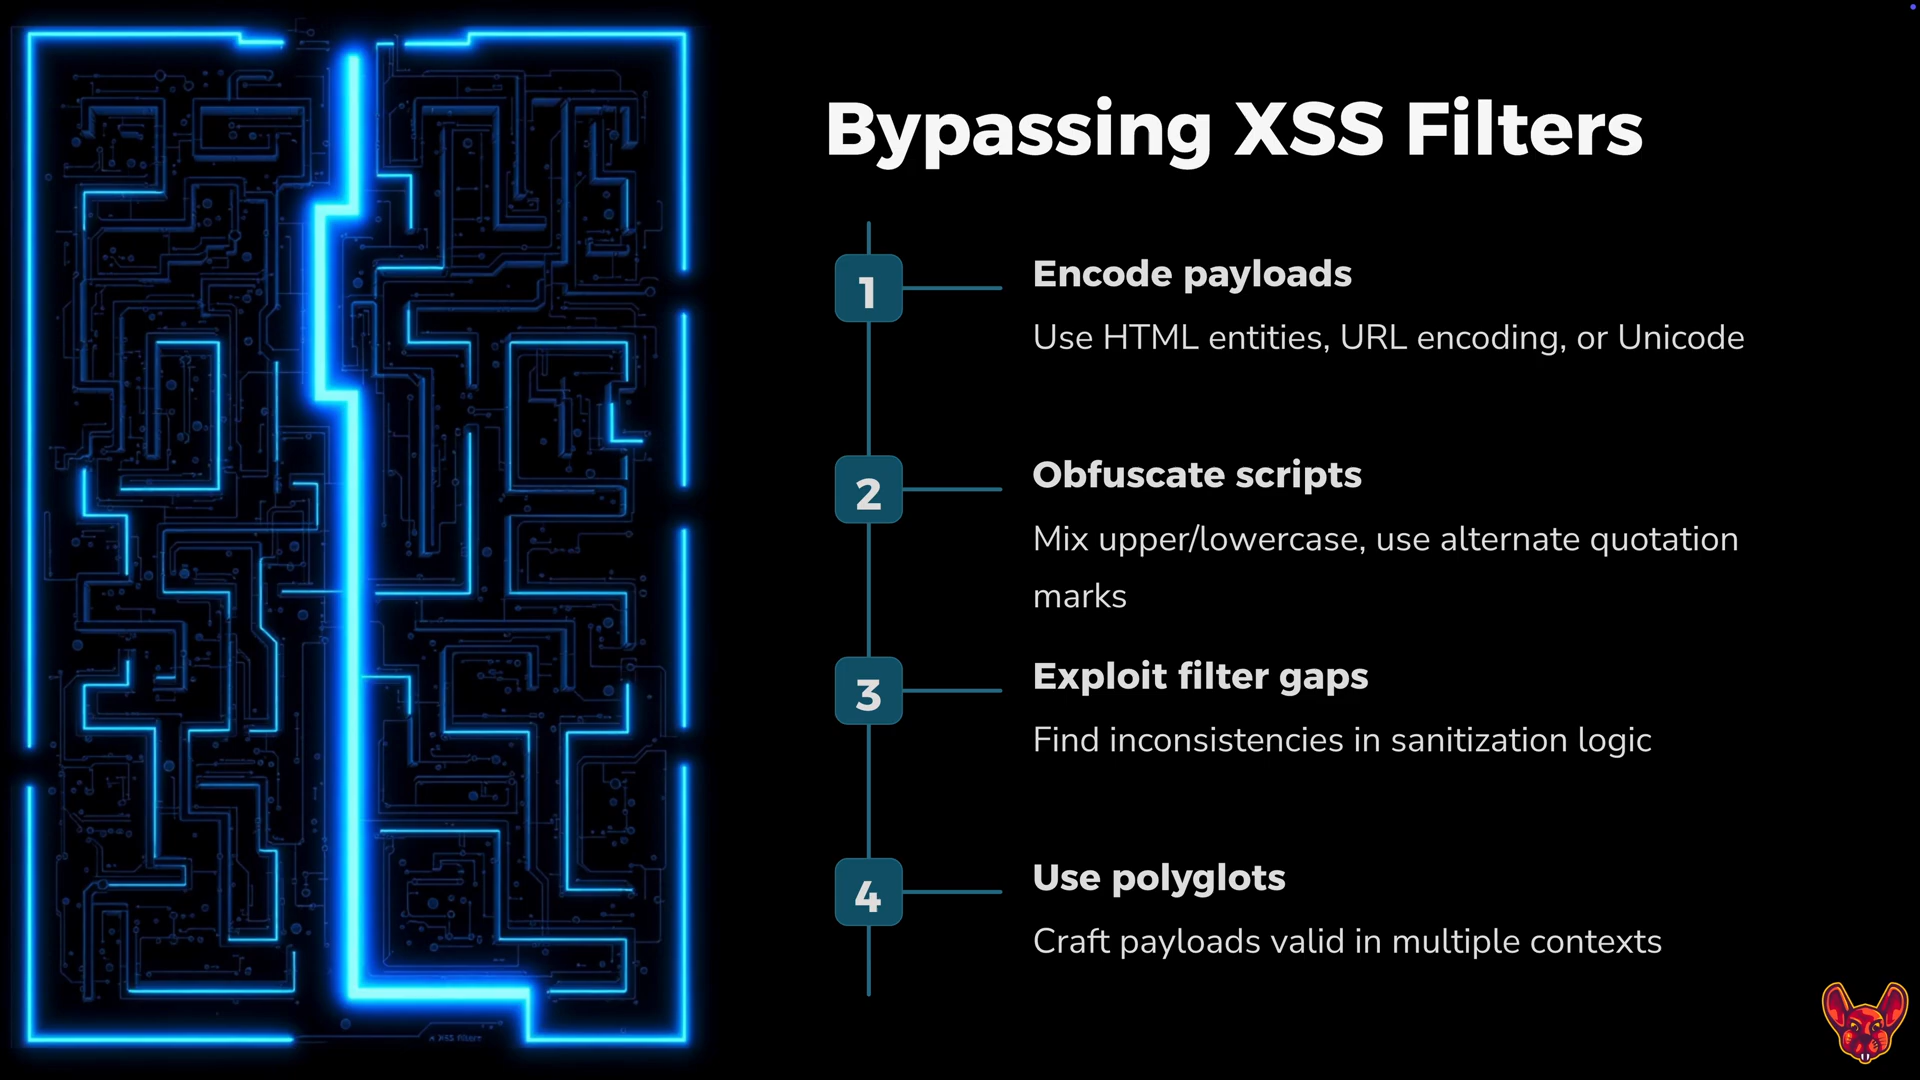 Bypassing XSS Filters
1
Encode payloads
Use HTML entities, URL encoding, or Unicode
2
Obfuscate scripts
Mix upper/lowercase, use alternate quotation
marks
3
Exploit filter gaps
Find inconsistencies in sanitization logic
4
Use polyglots
Craft payloads valid in multiple contexts